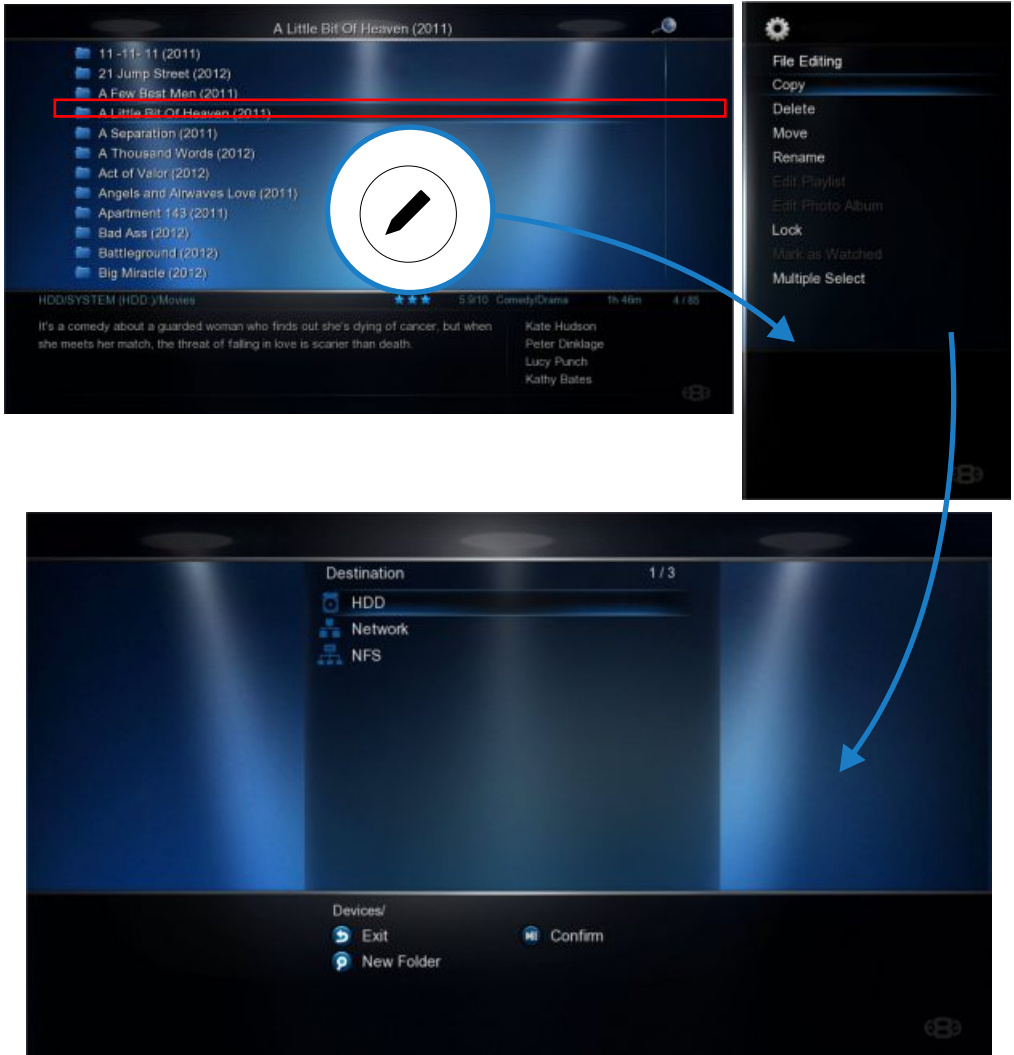 A Little Bit Of Heaven (2011)
11 -11- 11 (2011)
21 Jump Street (2012)
A Few Best Men (2011)
A Little Bit Of Heaven (2011)
A Separation (2011)
A Thousand Words (2012)
Act of Valor (2012)
Angels and Airwaves Love (2011)
Apartment 143 (2011)
Bad Ass (2012)
Battleground (2012)
Big Miracle (2012)
HDD/SYSTEM (HDD:)/Movies 5.9/10 Comedy/Drama 1h 46m 4 / 85
It's a comedy about a guarded woman who finds out she's dying of cancer, but when
she meets her match, the threat of falling in love is scarier than death.
Kate Hudson
Peter Dinklage
Lucy Punch
Kathy Bates
File Editing
Copy
Delete
Move
Rename
Edit Playlist
Edit Photo Album
Lock
Mark as Watched
Multiple Select
Destination 1 / 3
HDD
Network
NFS
Devices/
Exit Confirm
New Folder